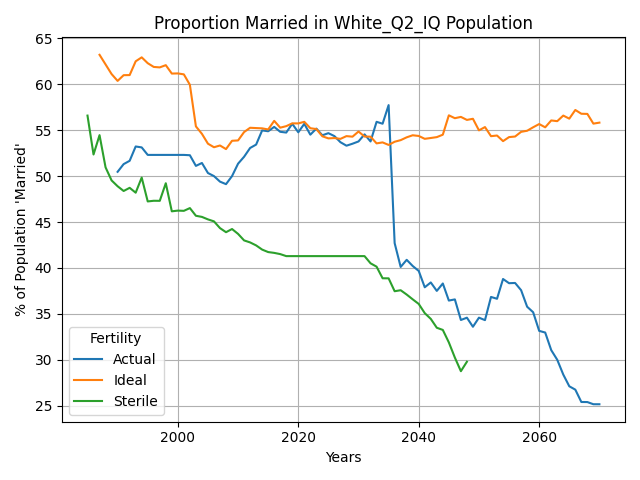 Proportion Married in White_Q2_IQ Population
% of Population 'Married'
65
60
55
50
45
40
35
30
25
Fertility
Actual
Ideal
Sterile
2000 2020 2040 2060
Years